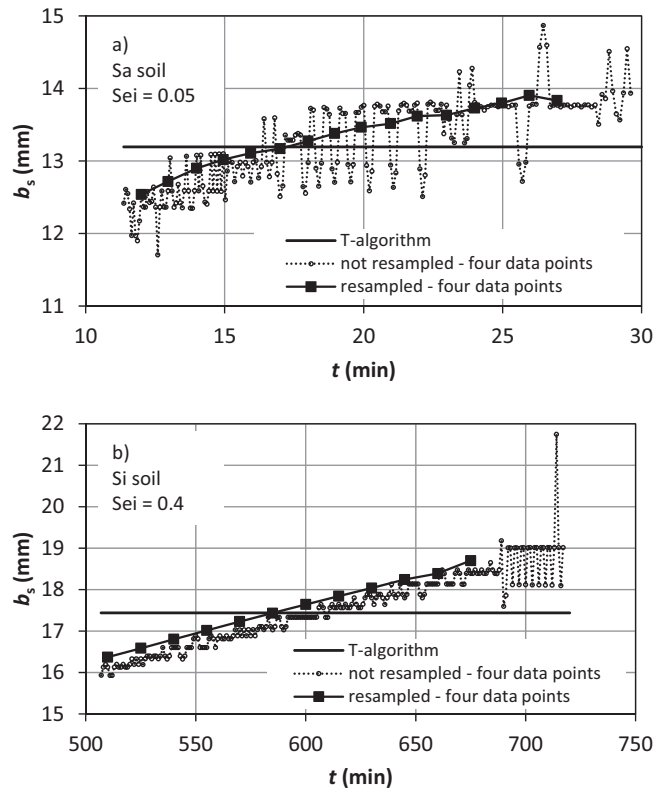 15
14
13
12
11
b_s (mm)
a)
Sa soil
Sei = 0.05
T-algorithm
not resampled - four data points
resampled - four data points
10 15 20 25 30
t (min)
22
21
20
19
18
17
16
15
b_s (mm)
b)
Si soil
Sei = 0.4
T-algorithm
not resampled - four data points
resampled - four data points
500 550 600 650 700 750
t (min)